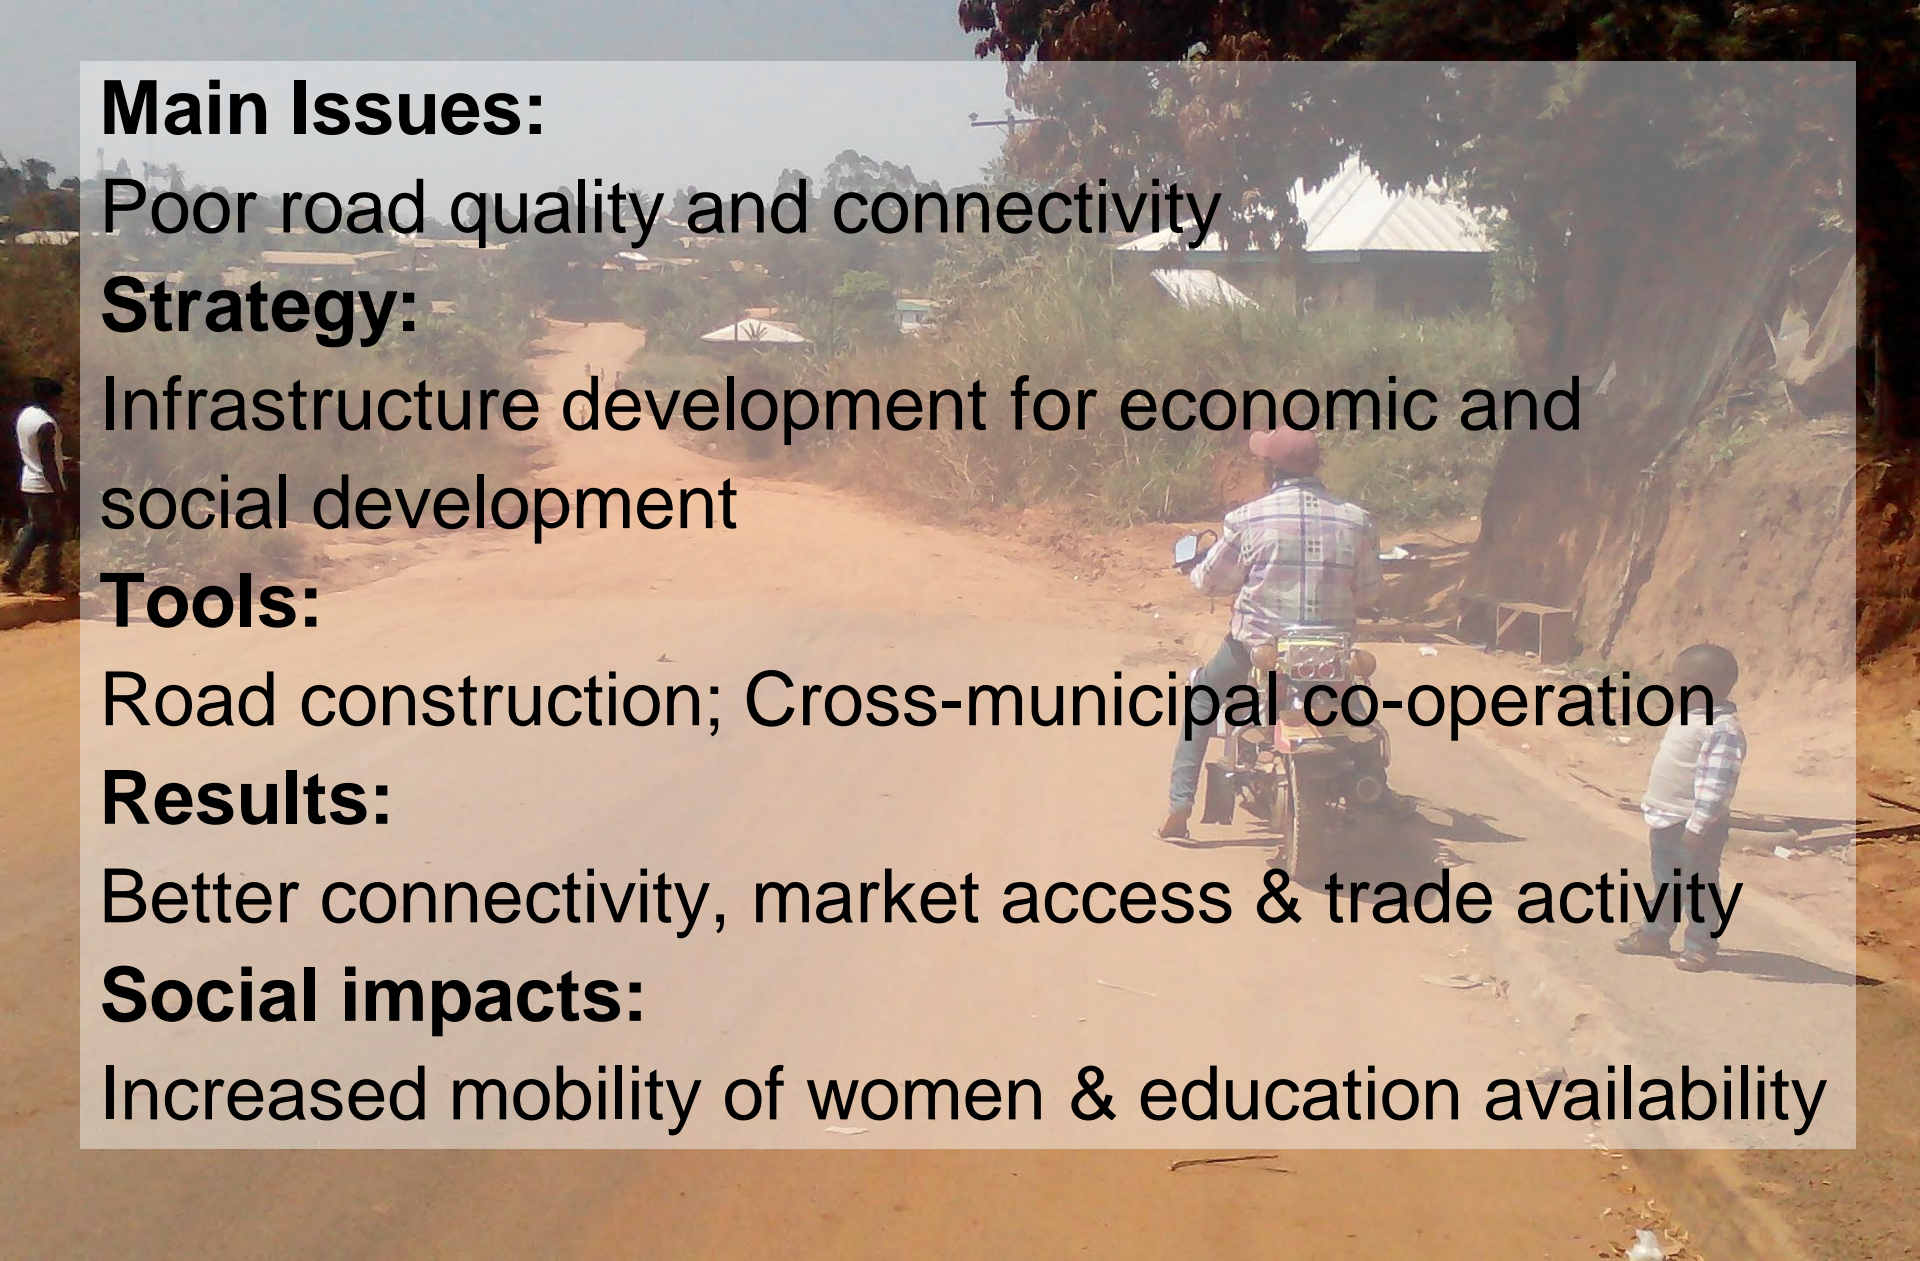 Main Issues:
Poor road quality and connectivity
Strategy:
Infrastructure development for economic and
social development
Tools:
Road construction; Cross-municipal co-operation
Results:
Better connectivity, market access & trade activity
Social impacts:
Increased mobility of women & education availability